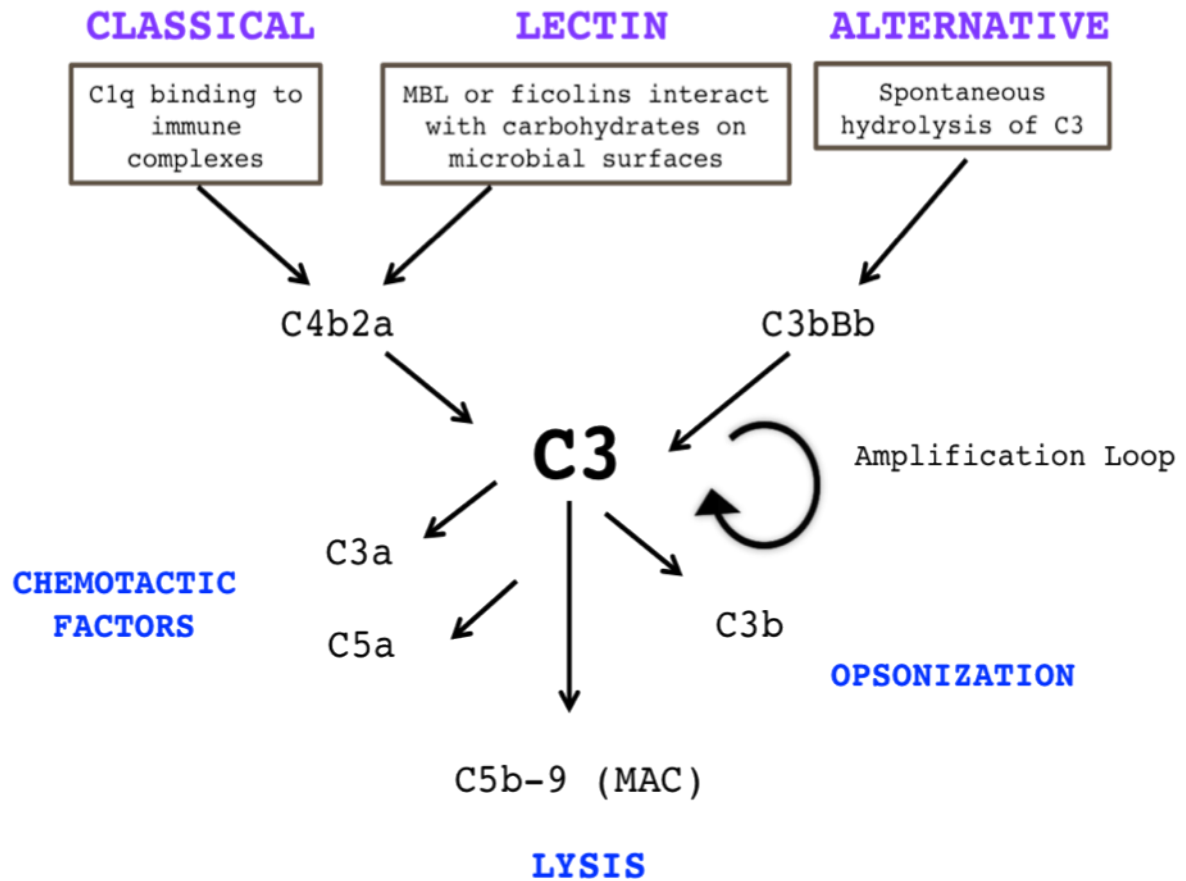 CLASSICAL
LECTIN
ALTERNATIVE
C1q binding to
immune
complexes
MBL or ficolins interact
with carbohydrates on
microbial surfaces
Spontaneous
hydrolysis of C3
C4b2a
C3bBb
C3
Amplification Loop
C3a
CHEMOTACTIC
FACTORS
C5a
C3b
OPSONIZATION
C5b-9 (MAC)
LYSIS